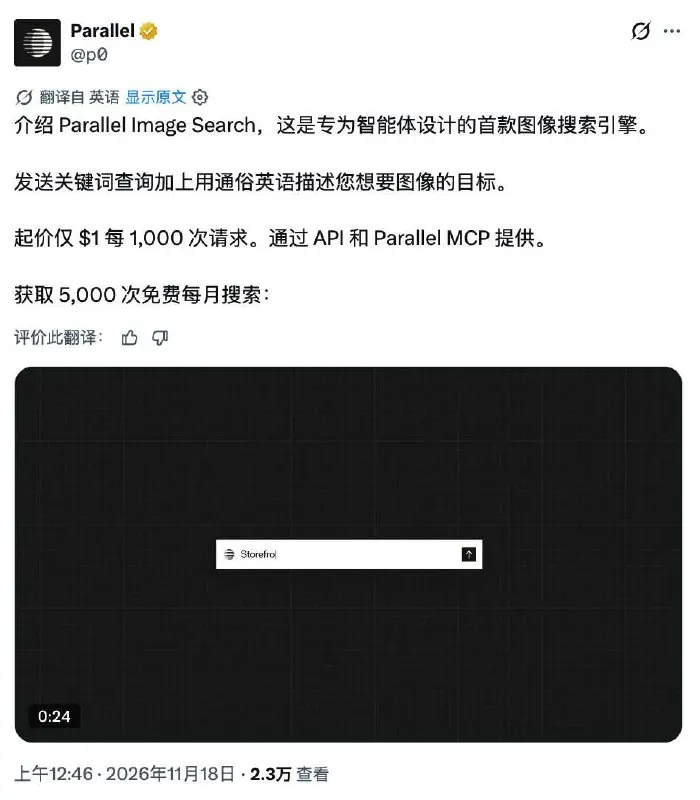 Parallel
@p0
翻译自 英语 显示原文
介绍 Parallel Image Search，这是专为智能体设计的首款图像搜索引擎。
发送关键词查询加上用通俗英语描述您想要图像的目标。
起价仅 $1 每 1,000 次请求。通过 API 和 Parallel MCP 提供。
获取 5,000 次免费每月搜索：
评价此翻译：
Storefro
0:24
上午12:46 · 2026年11月18日 · 2.3万 查看